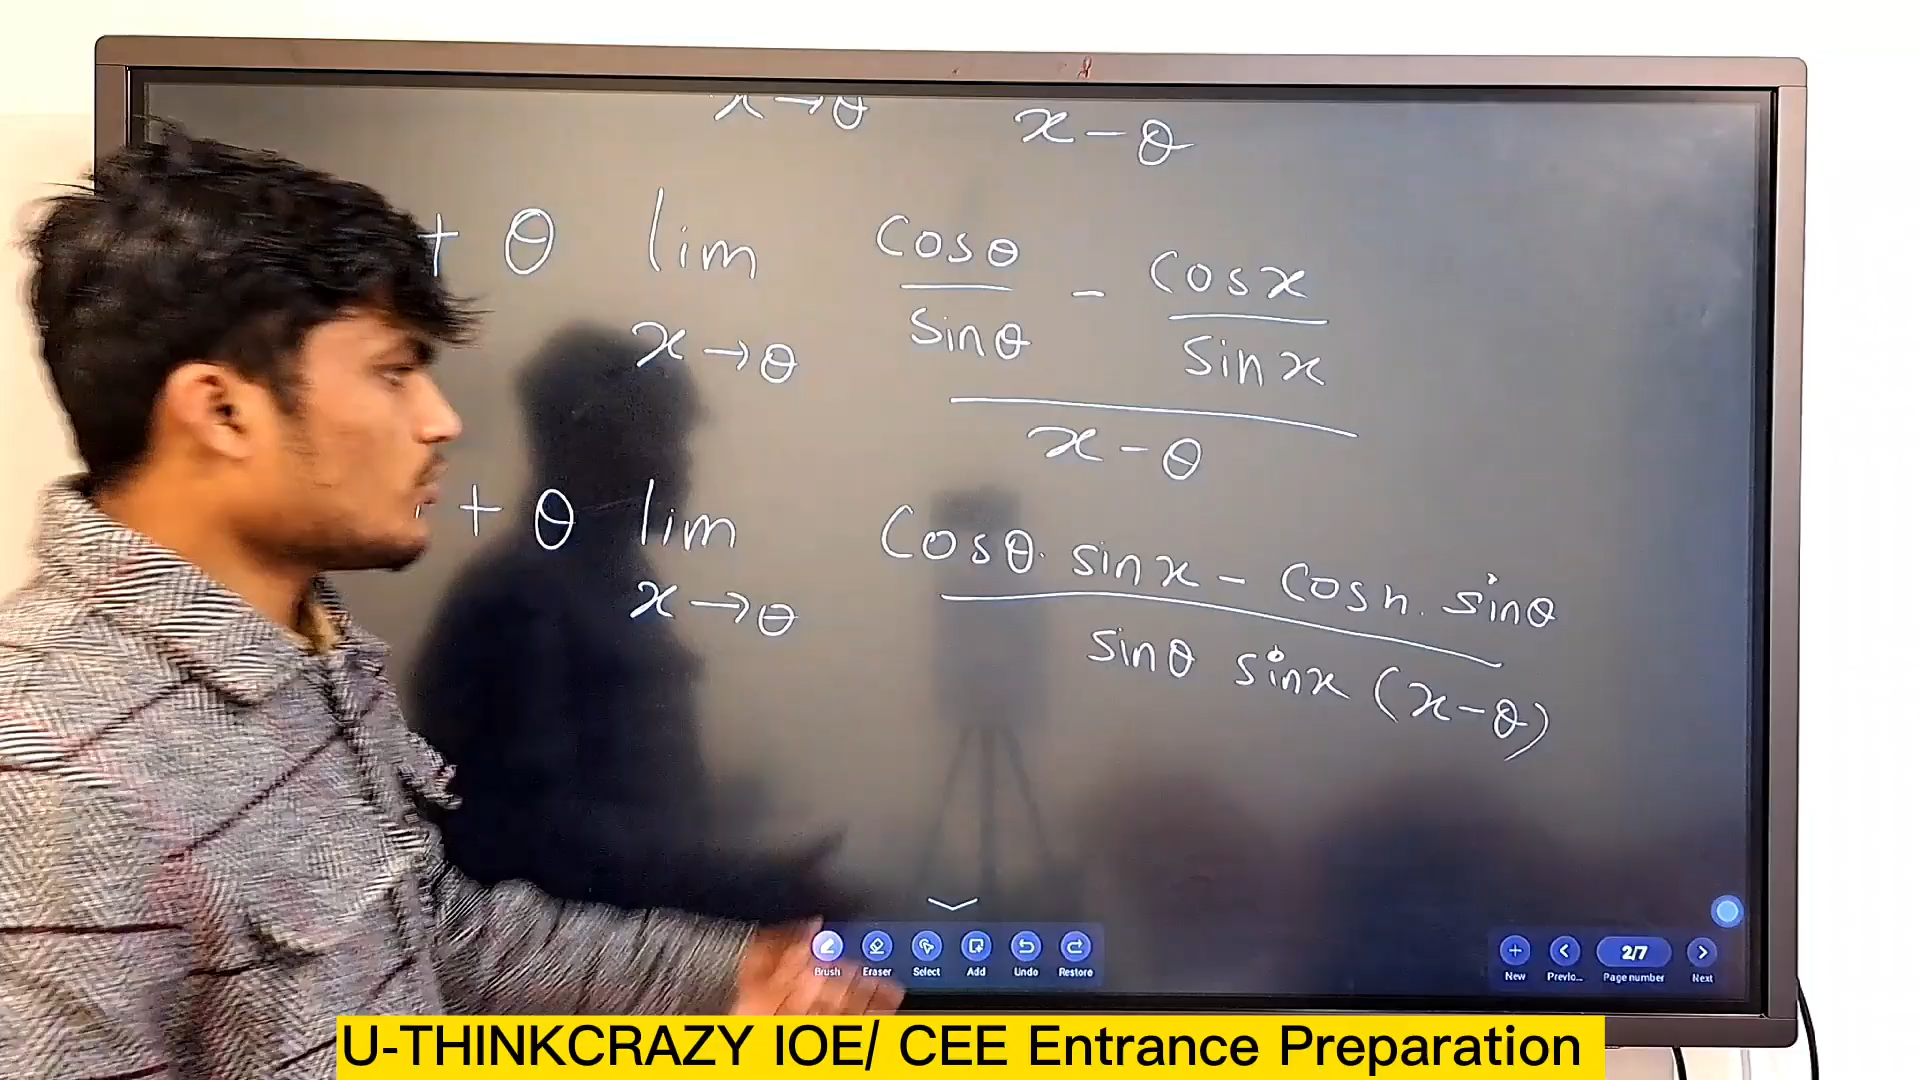 x→θ x-θ
+ θ lim x→θ
cosθ/sinθ - cosx/sinx
x-θ
+ θ lim x→θ
cosθ. sinx - cosn. sinθ
sinθ sinx (x-θ)
Brush Eraser Select Add Undo Restore
2/7
New Previo... Page number Next
U-THINKCRAZY IOE/ CEE Entrance Preparation